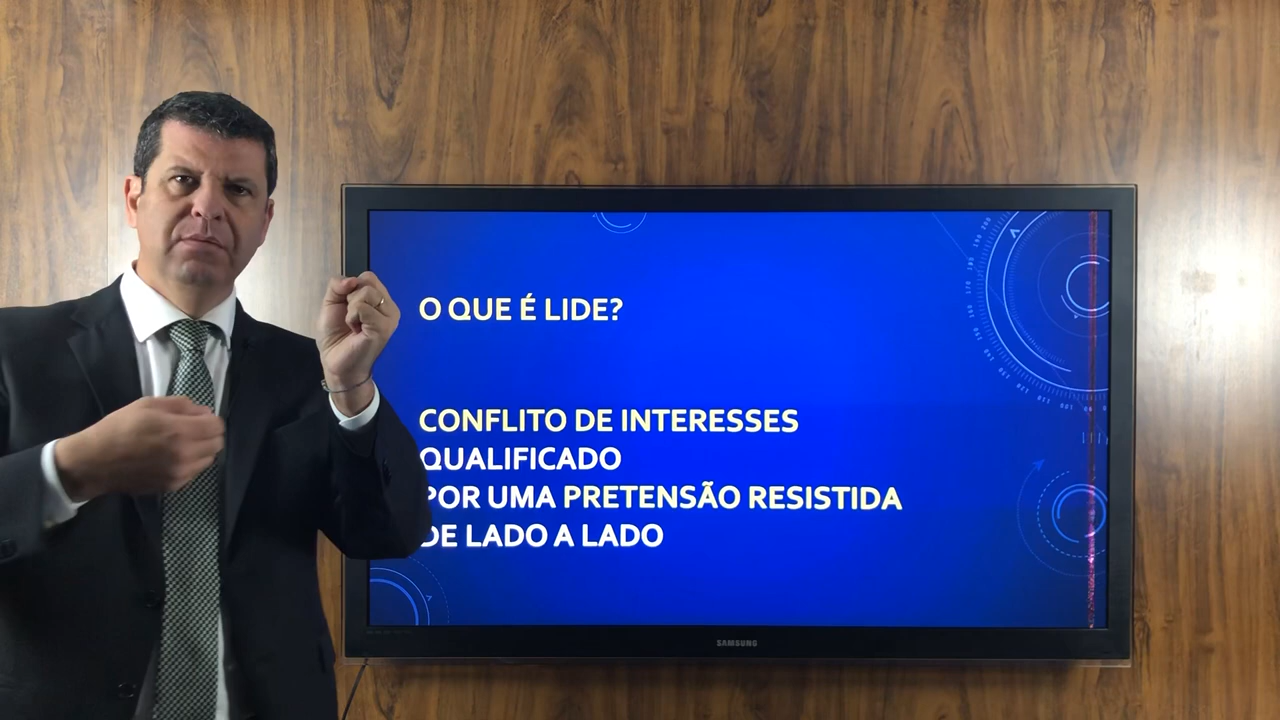 O QUE É LIDE?
CONFLITO DE INTERESSES
QUALIFICADO
POR UMA PRETENSÃO RESISTIDA
DE LADO A LADO
SAMSUNG